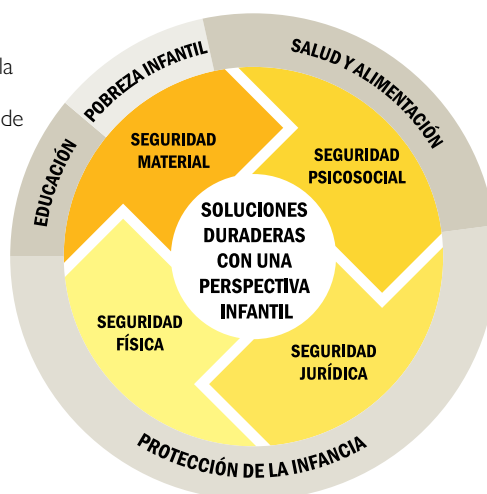 la
de
POBREZA INFANTIL
SALUD Y ALIMENTACIÓN
EDUCACIÓN
SEGURIDAD
MATERIAL
SEGURIDAD
PSICOSOCIAL
SOLUCIONES
DURADERAS
CON UNA
PERSPECTIVA
INFANTIL
SEGURIDAD
FÍSICA
SEGURIDAD
JURÍDICA
PROTECCIÓN DE LA INFANCIA